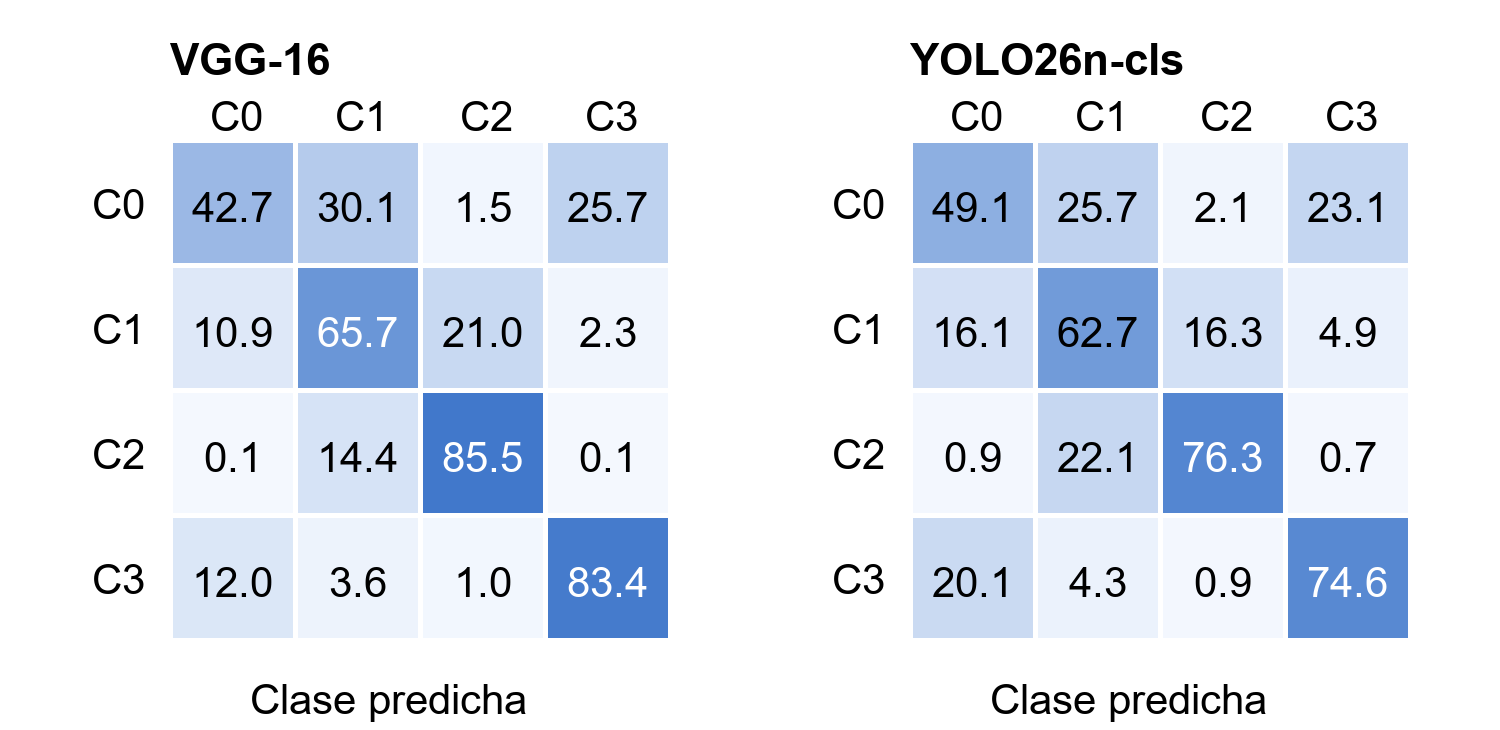 VGG-16
C0 C1 C2 C3
C0 42.7 30.1 1.5 25.7
C1 10.9 65.7 21.0 2.3
C2 0.1 14.4 85.5 0.1
C3 12.0 3.6 1.0 83.4
Clase predicha
YOLO26n-cls
C0 C1 C2 C3
C0 49.1 25.7 2.1 23.1
C1 16.1 62.7 16.3 4.9
C2 0.9 22.1 76.3 0.7
C3 20.1 4.3 0.9 74.6
Clase predicha